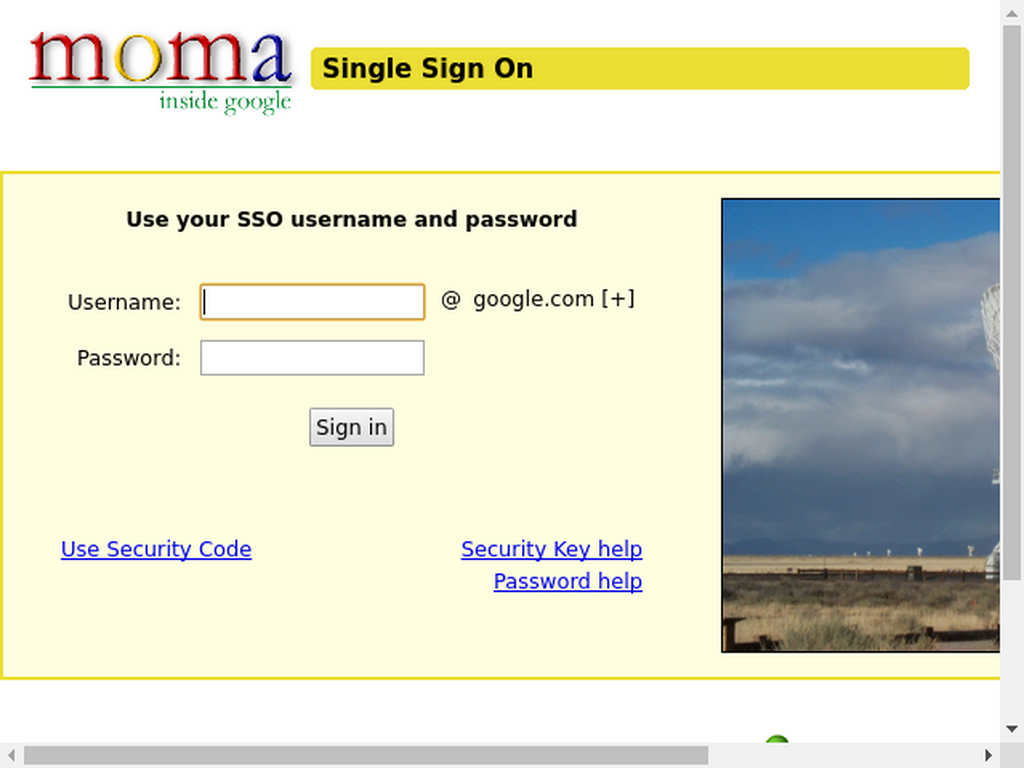 moma
inside google
Single Sign On
Use your SSO username and password
Username: @ google.com [+]
Password:
Sign in
Use Security Code
Security Key help
Password help